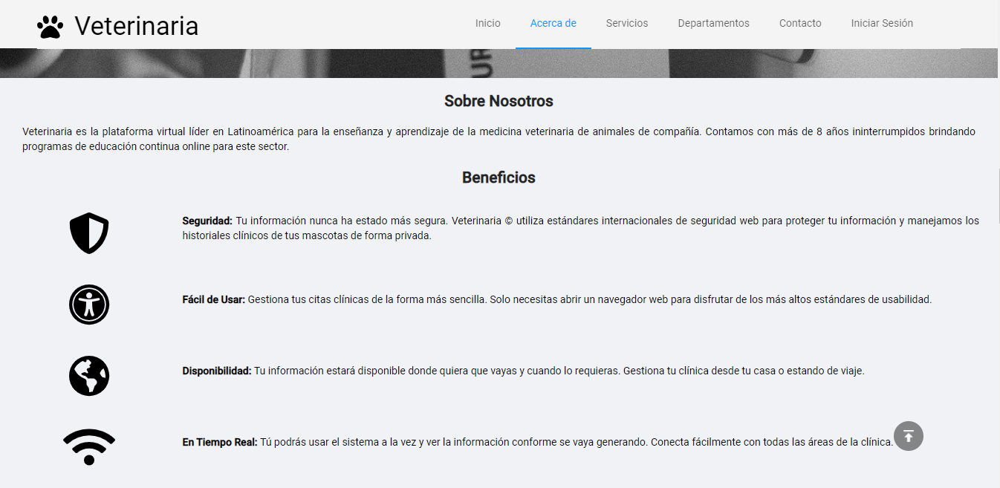 Veterinaria
Inicio
Acerca de
Servicios
Departamentos
Contacto
Iniciar Sesión
UR
Sobre Nosotros
Veterinaria es la plataforma virtual líder en Latinoamérica para la enseñanza y aprendizaje de la medicina veterinaria de animales de compañía. Contamos con más de 8 años ininterrumpidos brindando
programas de educación continua online para este sector.
Beneficios
Seguridad: Tu información nunca ha estado más segura. Veterinaria © utiliza estándares internacionales de seguridad web para proteger tu información y manejamos los
historiales clínicos de tus mascotas de forma privada.
Fácil de Usar: Gestiona tus citas clínicas de la forma más sencilla. Solo necesitas abrir un navegador web para disfrutar de los más altos estándares de usabilidad.
Disponibilidad: Tu información estará disponible donde quiera que vayas y cuando lo requieras. Gestiona tu clínica desde tu casa o estando de viaje.
En Tiempo Real: Tú podrás usar el sistema a la vez y ver la información conforme se vaya generando. Conecta fácilmente con todas las áreas de la clínica.